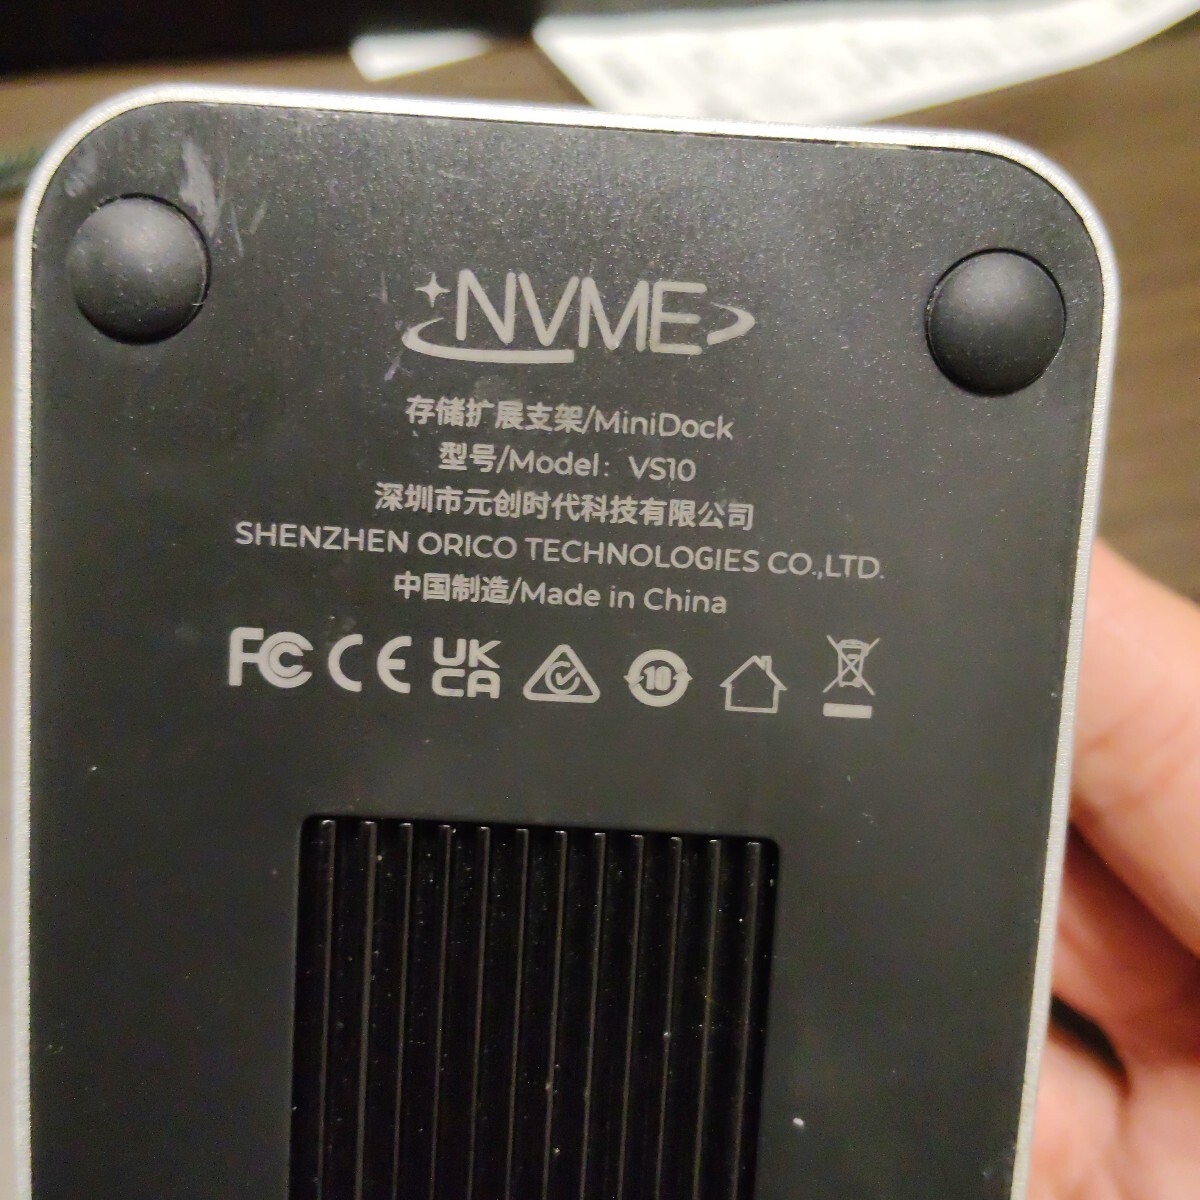 NVME
存储扩展支架/MiniDock
型号/Model: VS10
深圳市元创时代科技有限公司
SHENZHEN ORICO TECHNOLOGIES CO.,LTD.
中国制造/Made in China
FC CE UKCA 10